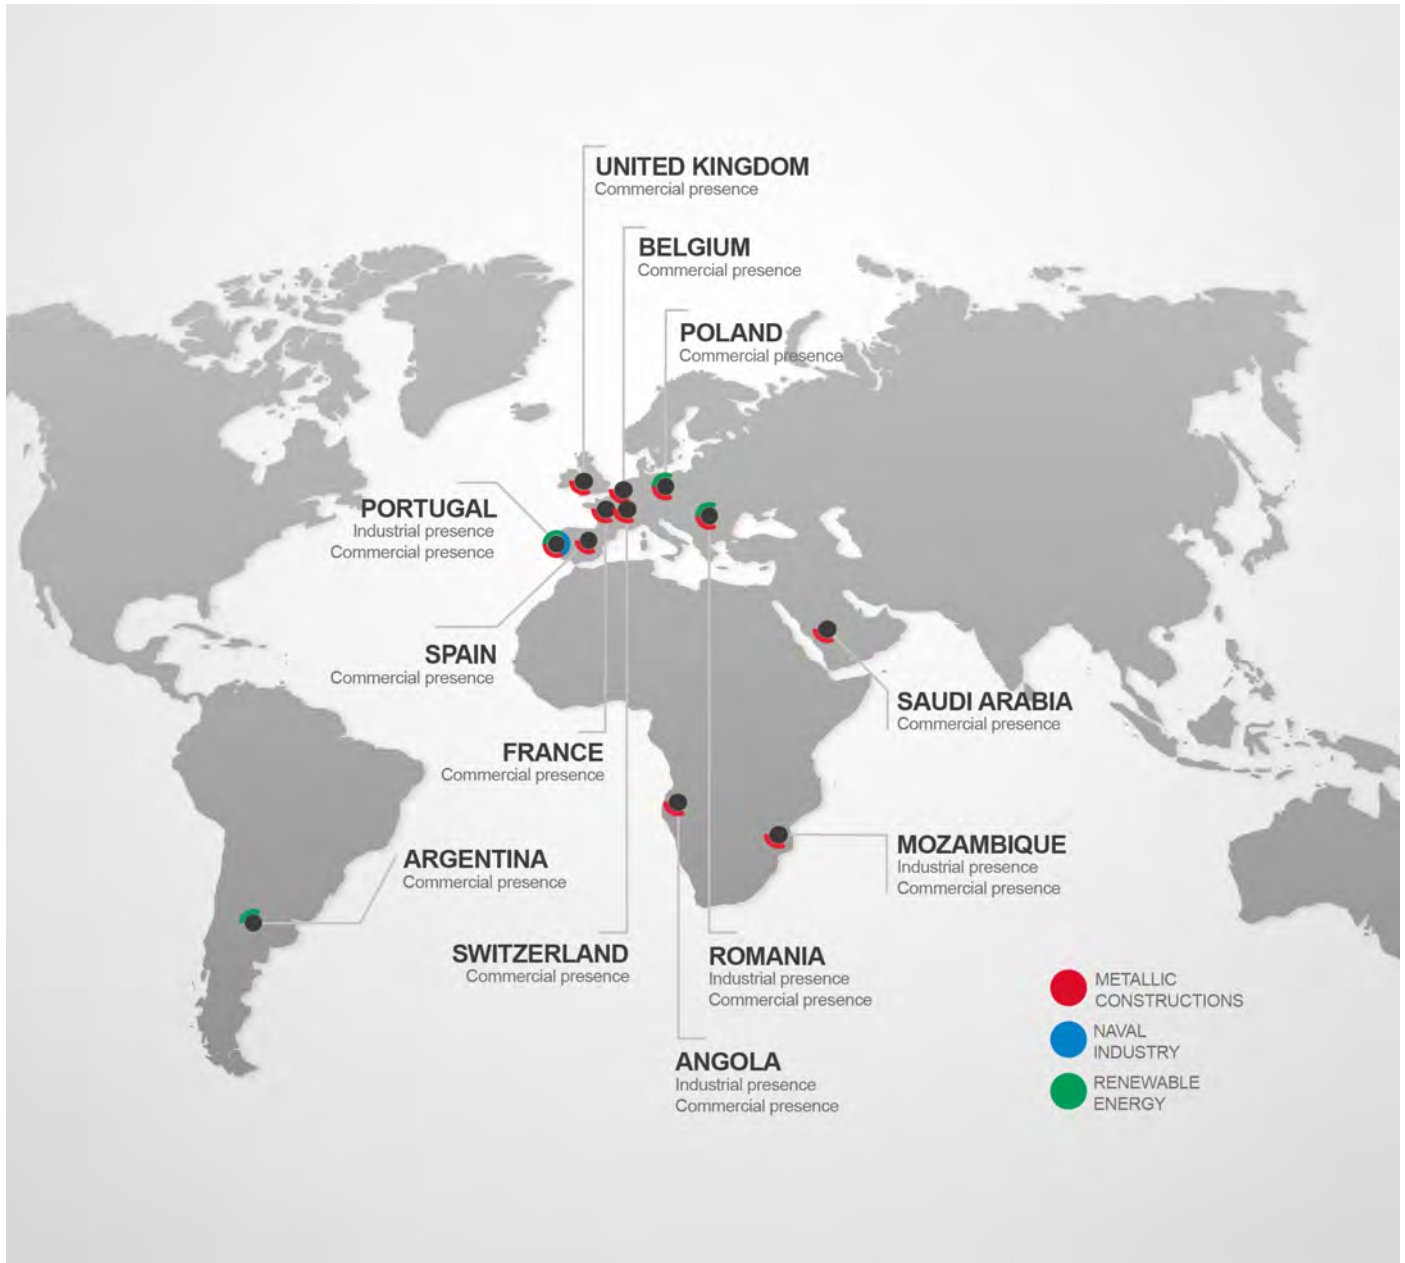 UNITED KINGDOM
Commercial presence
BELGIUM
Commercial presence
POLAND
Commercial presence
PORTUGAL
Industrial presence
Commercial presence
SPAIN
Commercial presence
SAUDI ARABIA
Commercial presence
FRANCE
Commercial presence
MOZAMBIQUE
Industrial presence
Commercial presence
ARGENTINA
Commercial presence
SWITZERLAND
Commercial presence
ROMANIA
Industrial presence
Commercial presence
ANGOLA
Industrial presence
Commercial presence
METALLIC
CONSTRUCTIONS
NAVAL
INDUSTRY
RENEWABLE
ENERGY